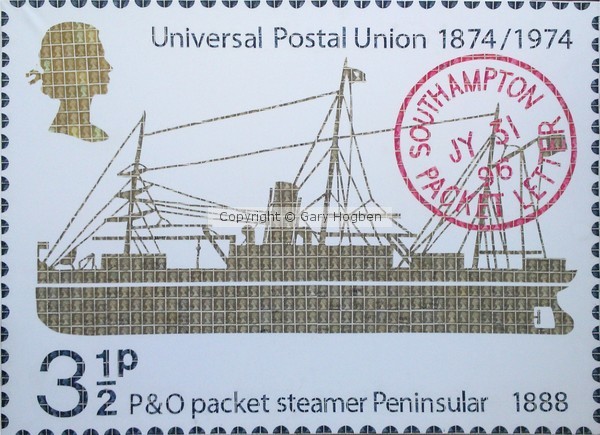 Universal Postal Union 1874/1974
SOUTHAMPTON
JY 31
96
PACKET LETTER
Copyright © Gary Hogben
3½p
P&O packet steamer Peninsular 1888